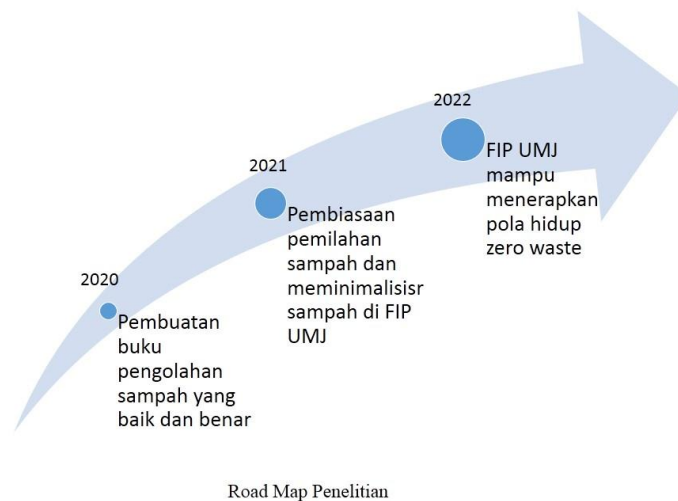 2020
Pembuatan
buku
pengolahan
sampah yang
baik dan benar
2021
Pembiasaan
pemilahan
sampah dan
meminimalisisr
sampah di FIP
UMJ
2022
FIP UMJ
mampu
menerapkan
pola hidup
zero waste
Road Map Penelitian